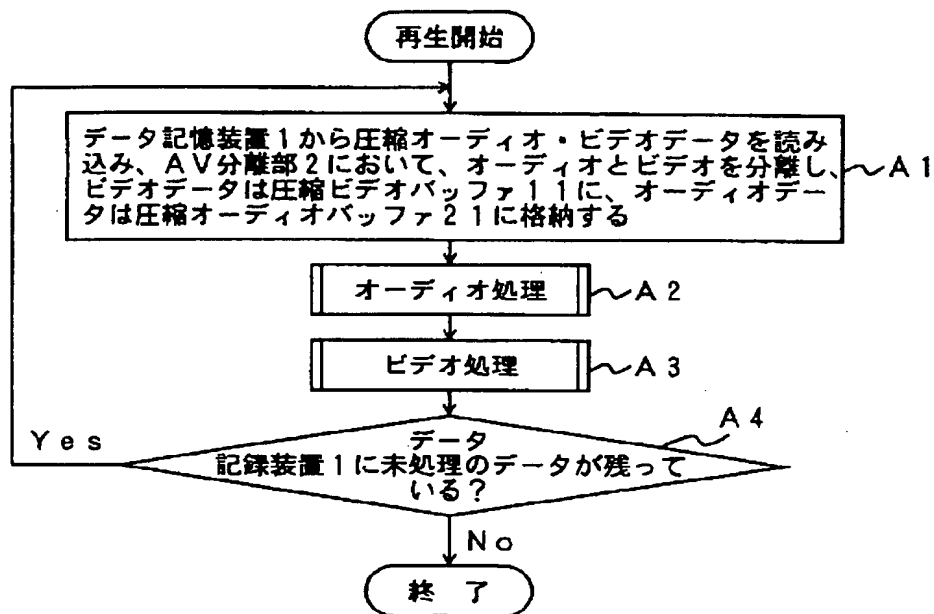 再生開始
データ記憶装置1から圧縮オーディオ・ビデオデータを読み
込み、AV分離部2において、オーディオとビデオを分離し、
ビデオデータは圧縮ビデオバッファ11に、オーディオデー
タは圧縮オーディオバッファ21に格納する
A1
オーディオ処理
A2
ビデオ処理
A3
A4
Yes
データ
記録装置1に未処理のデータが残って
いる?
No
終 了